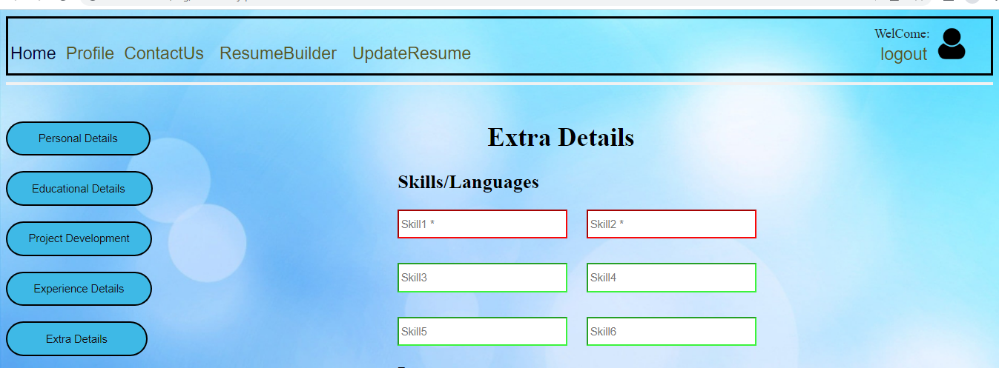 WelCome:
Home Profile ContactUs ResumeBuilder UpdateResume logout
Personal Details
Educational Details
Project Development
Experience Details
Extra Details
Extra Details
Skills/Languages
Skill1 * Skill2 *
Skill3 Skill4
Skill5 Skill6